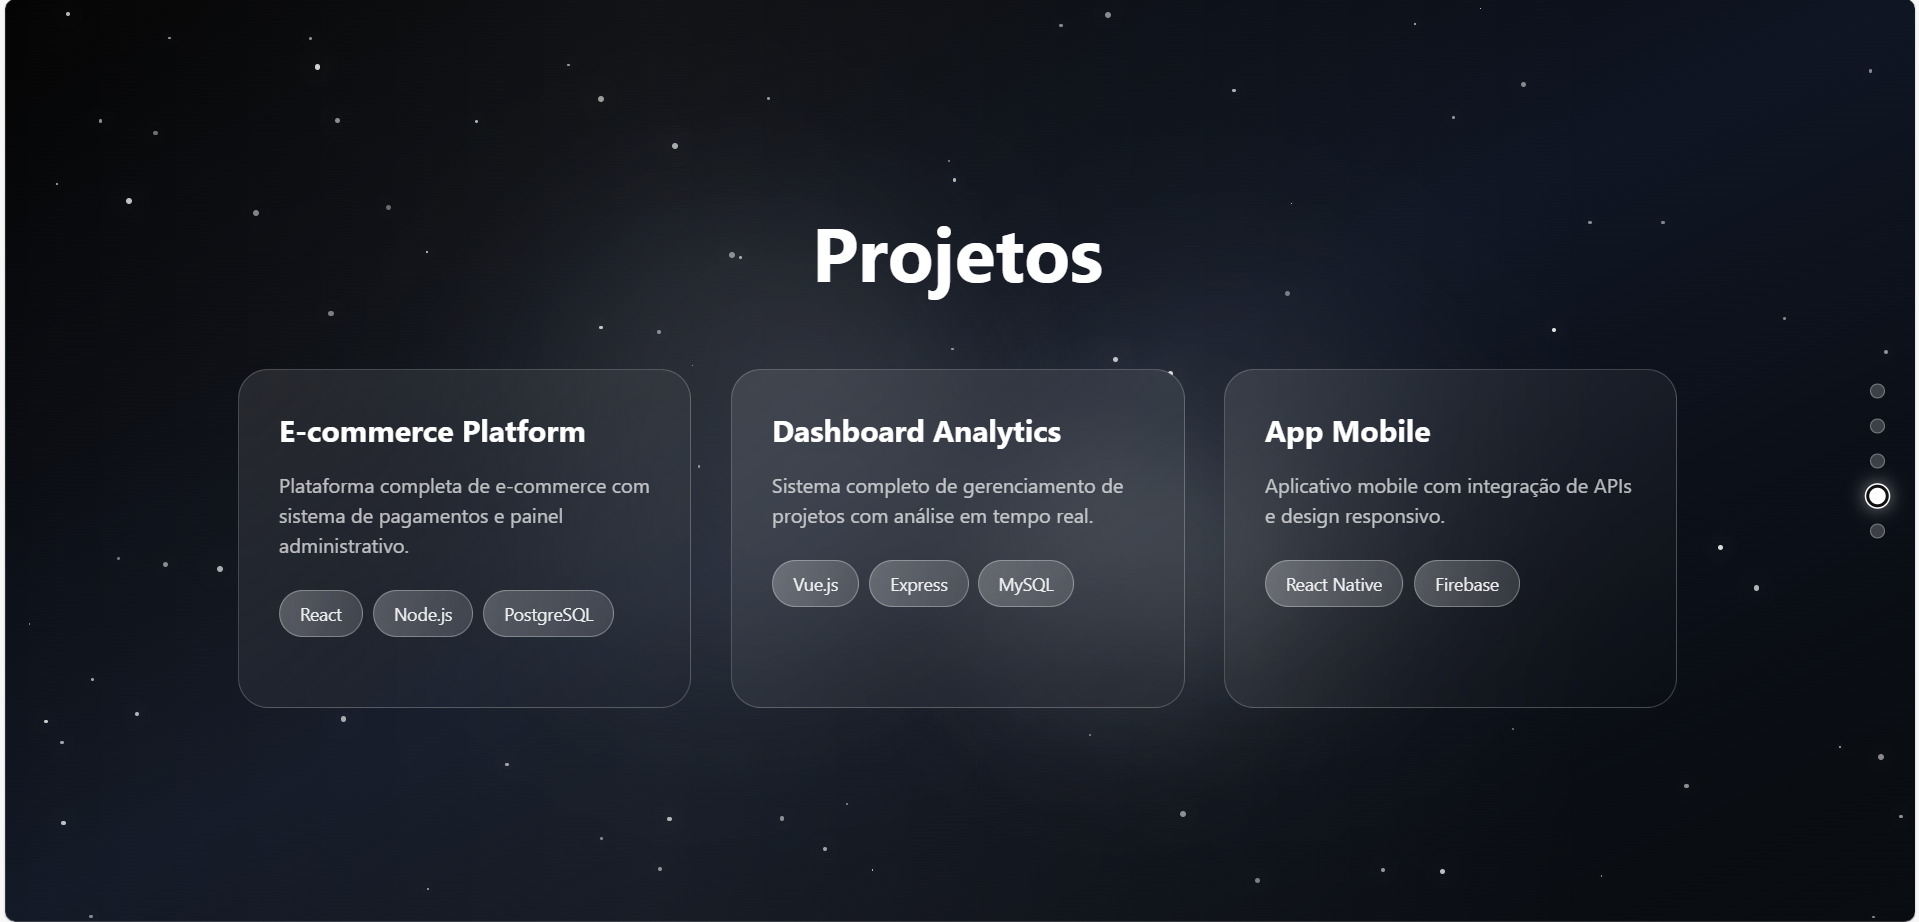 Projetos
E-commerce Platform
Plataforma completa de e-commerce com
sistema de pagamentos e painel
administrativo.
React
Node.js
PostgreSQL
Dashboard Analytics
Sistema completo de gerenciamento de
projetos com análise em tempo real.
Vue.js
Express
MySQL
App Mobile
Aplicativo mobile com integração de APIs
e design responsivo.
React Native
Firebase